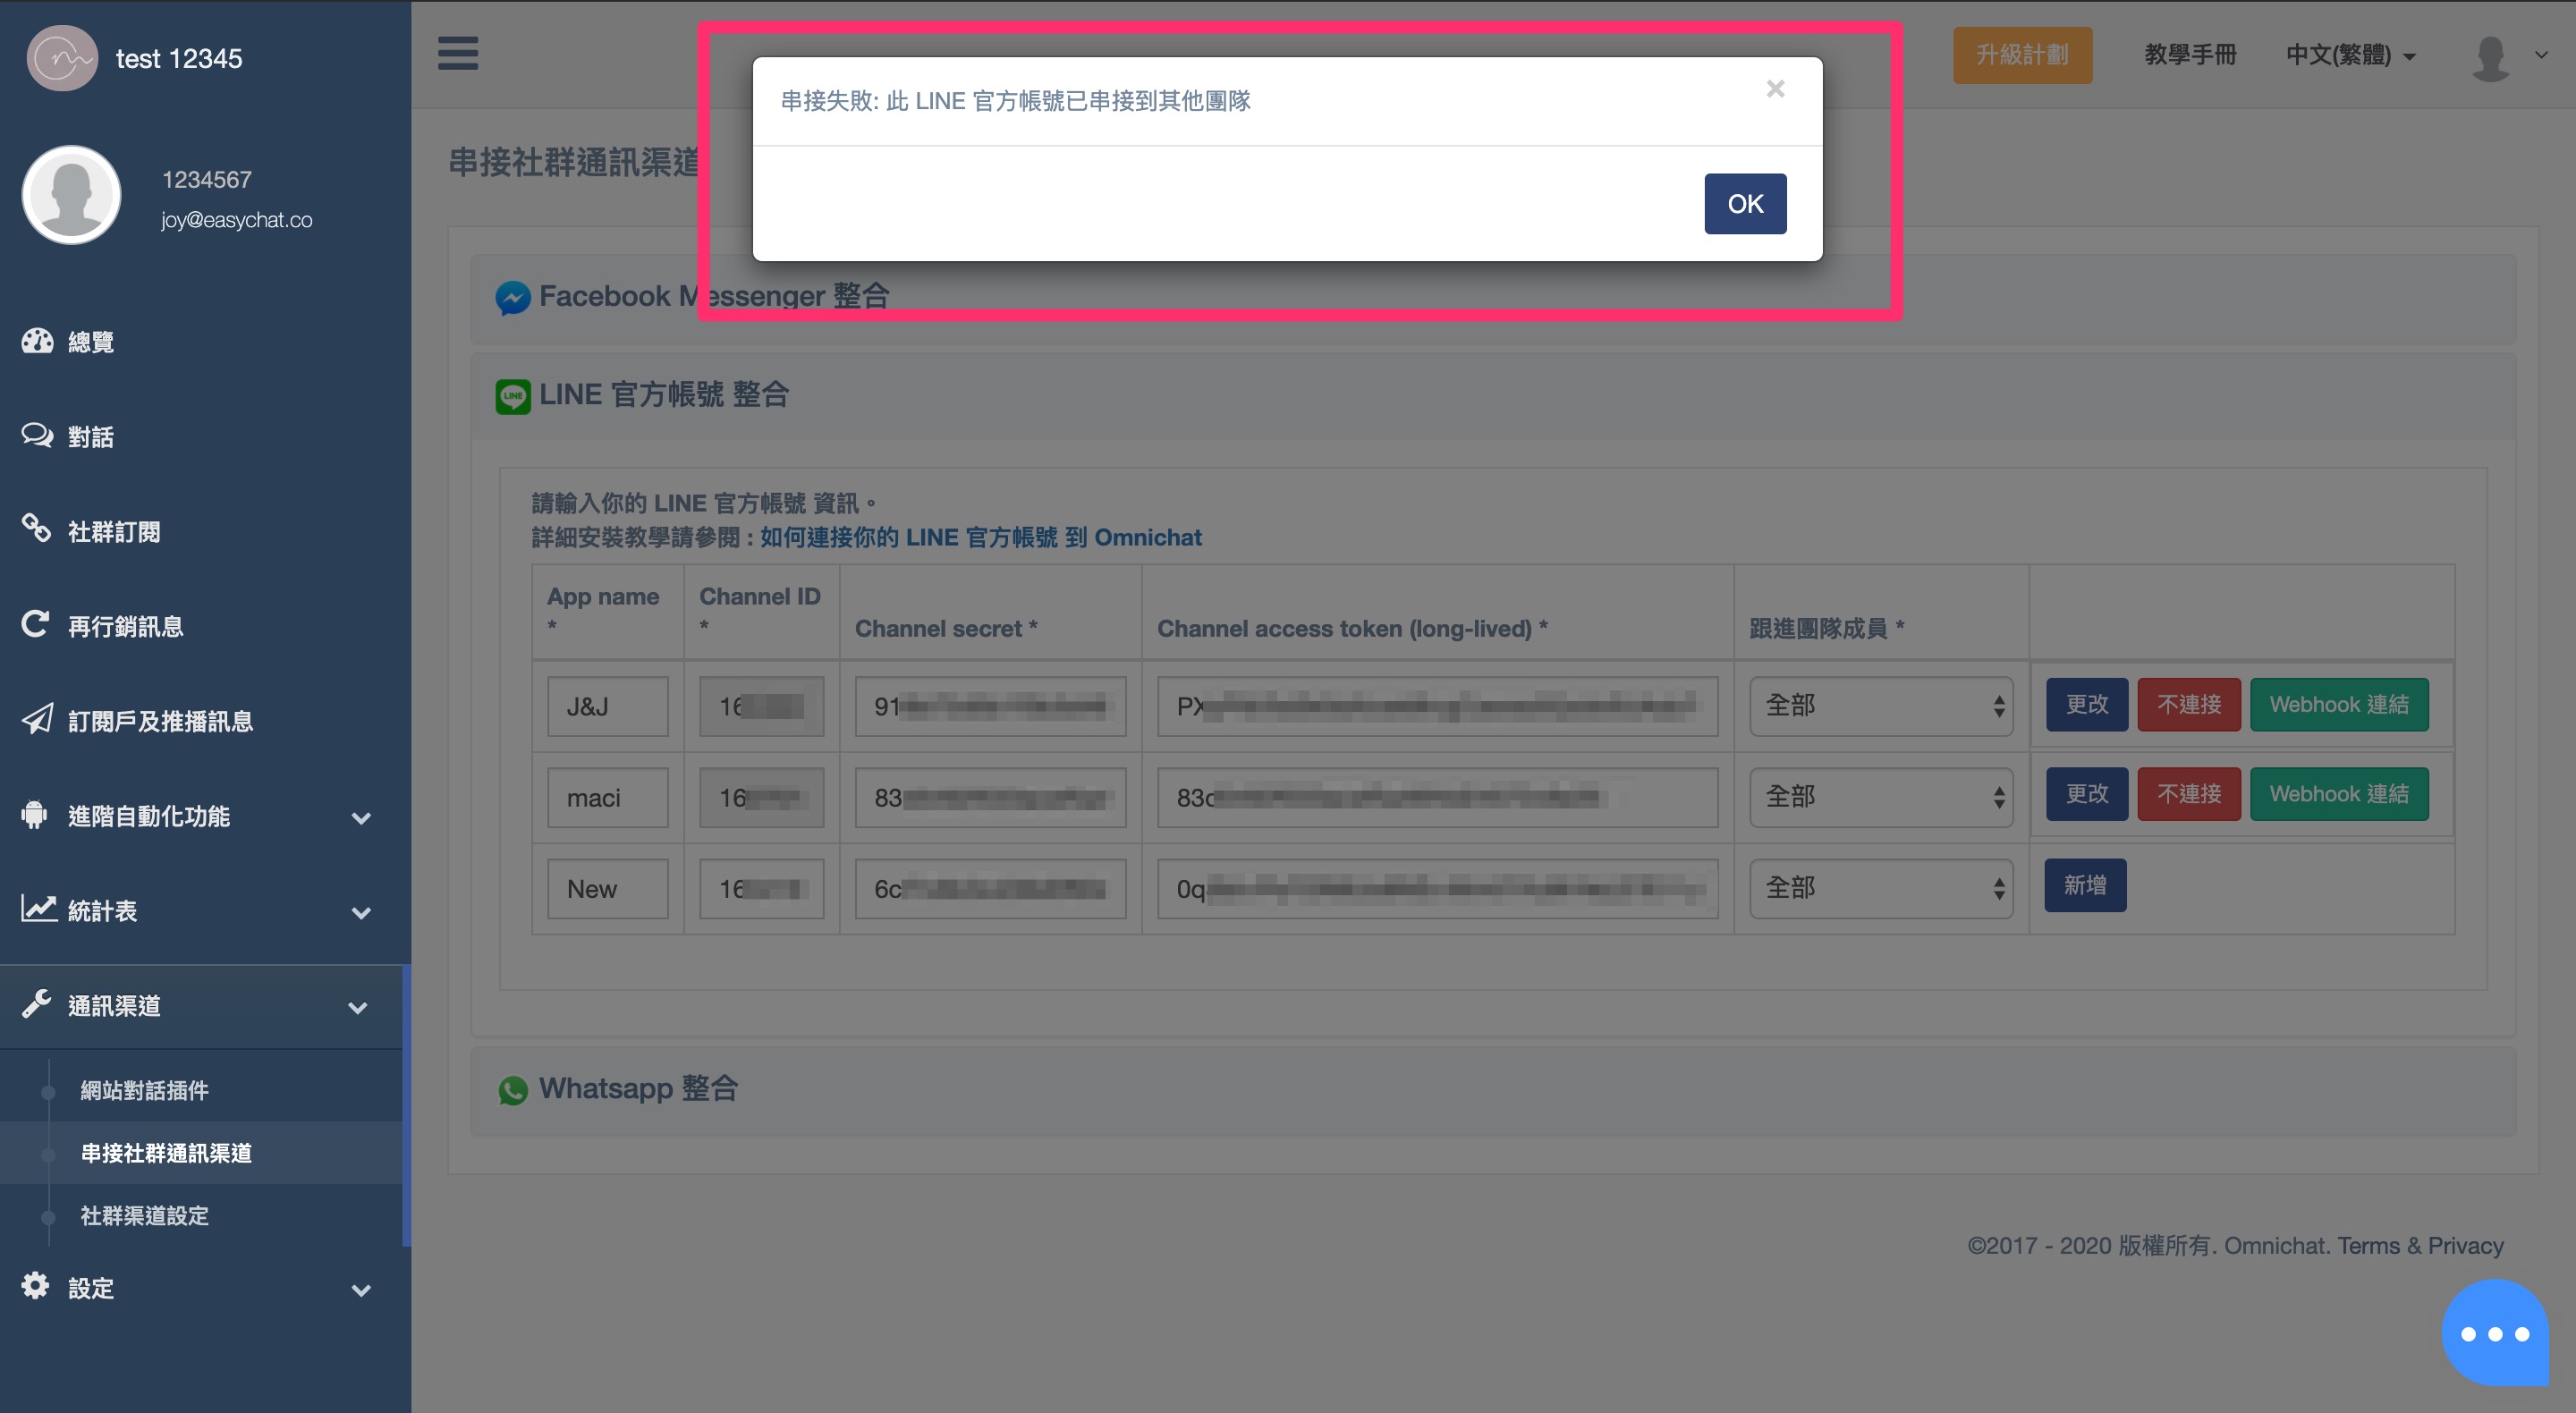 test 12345
1234567
joy@easychat.co
總覽
對話
社群訂閱
再行銷訊息
訂閱戶及推播訊息
進階自動化功能
統計表
通訊渠道
網站對話插件
串接社群通訊渠道
社群渠道設定
設定
升級計劃
教學手冊
中文(繁體)
串接失敗: 此 LINE 官方帳號已串接到其他團隊
×
OK
串接社群通訊渠道
Facebook Messenger 整合
LINE 官方帳號 整合
請輸入你的 LINE 官方帳號 資訊。
詳細安裝教學請參閱 : 如何連接你的 LINE 官方帳號 到 Omnichat
App name *
Channel ID *
Channel secret *
Channel access token (long-lived) *
跟進團隊成員 *
J&J
16
91
PX
全部
更改
不連接
Webhook 連結
maci
16
83
83c
全部
更改
不連接
Webhook 連結
New
16
6c
0q
全部
新增
Whatsapp 整合
©2017 - 2020 版權所有. Omnichat. Terms & Privacy